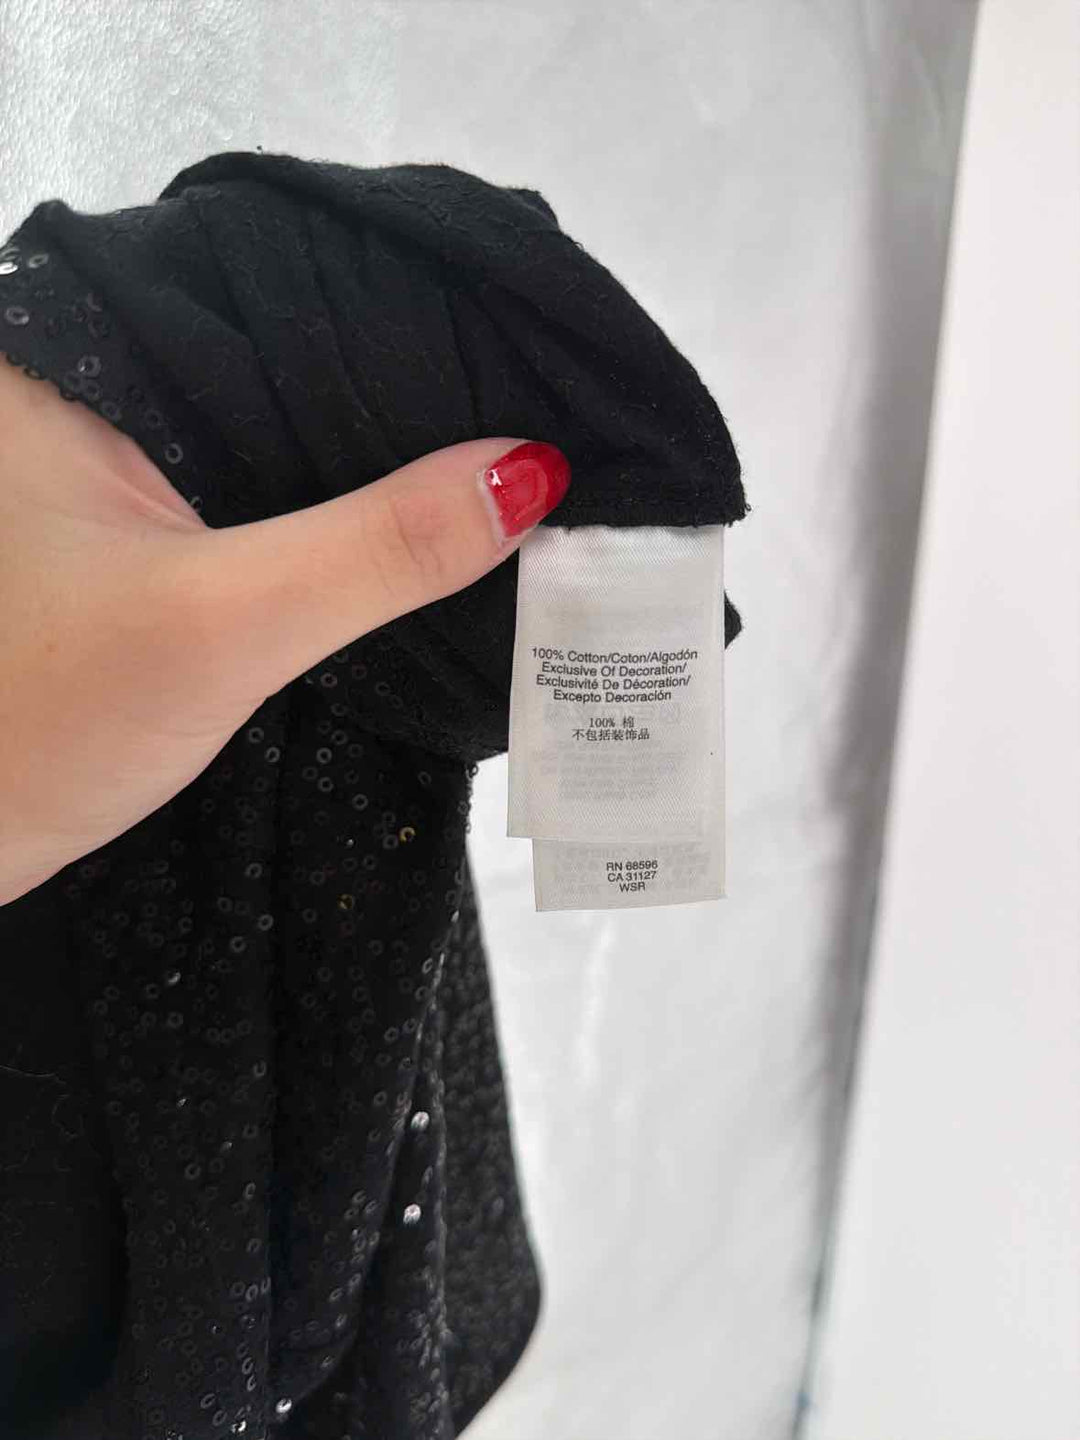 100% Cotton/Coton/Algodón
Exclusive Of Decoration/
Exclusivité De Décoration/
Excepto Decoración
100% 棉
不包括装饰品
RN 68596
CA 31127
WSR